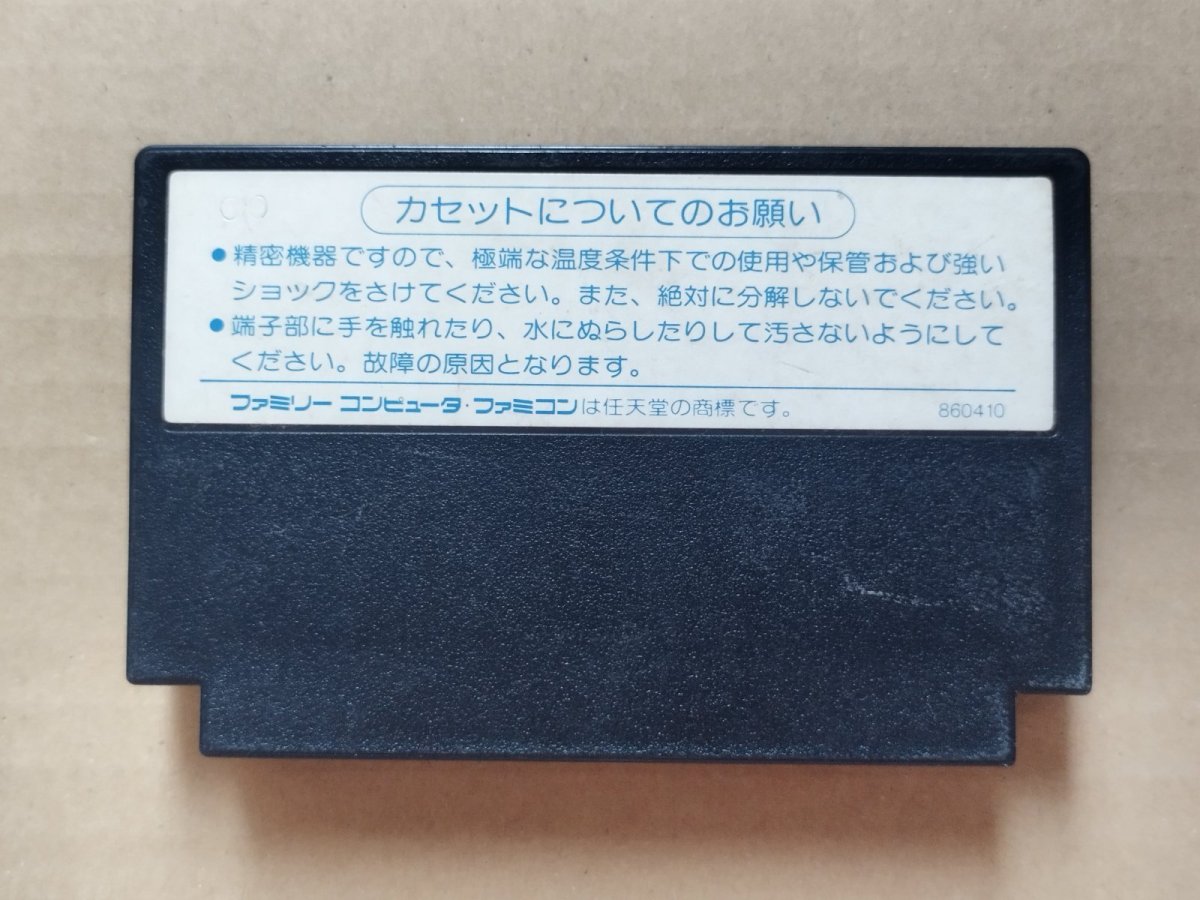 カセットについてのお願い
●精密機器ですので、極端な温度条件下での使用や保管および強い
ショックをさけてください。また、絶対に分解しないでください。
●端子部に手を触れたり、水にぬらしたりして汚さないようにして
ください。故障の原因となります。
ファミリー コンピュータ・ファミコンは任天堂の商標です。 860410